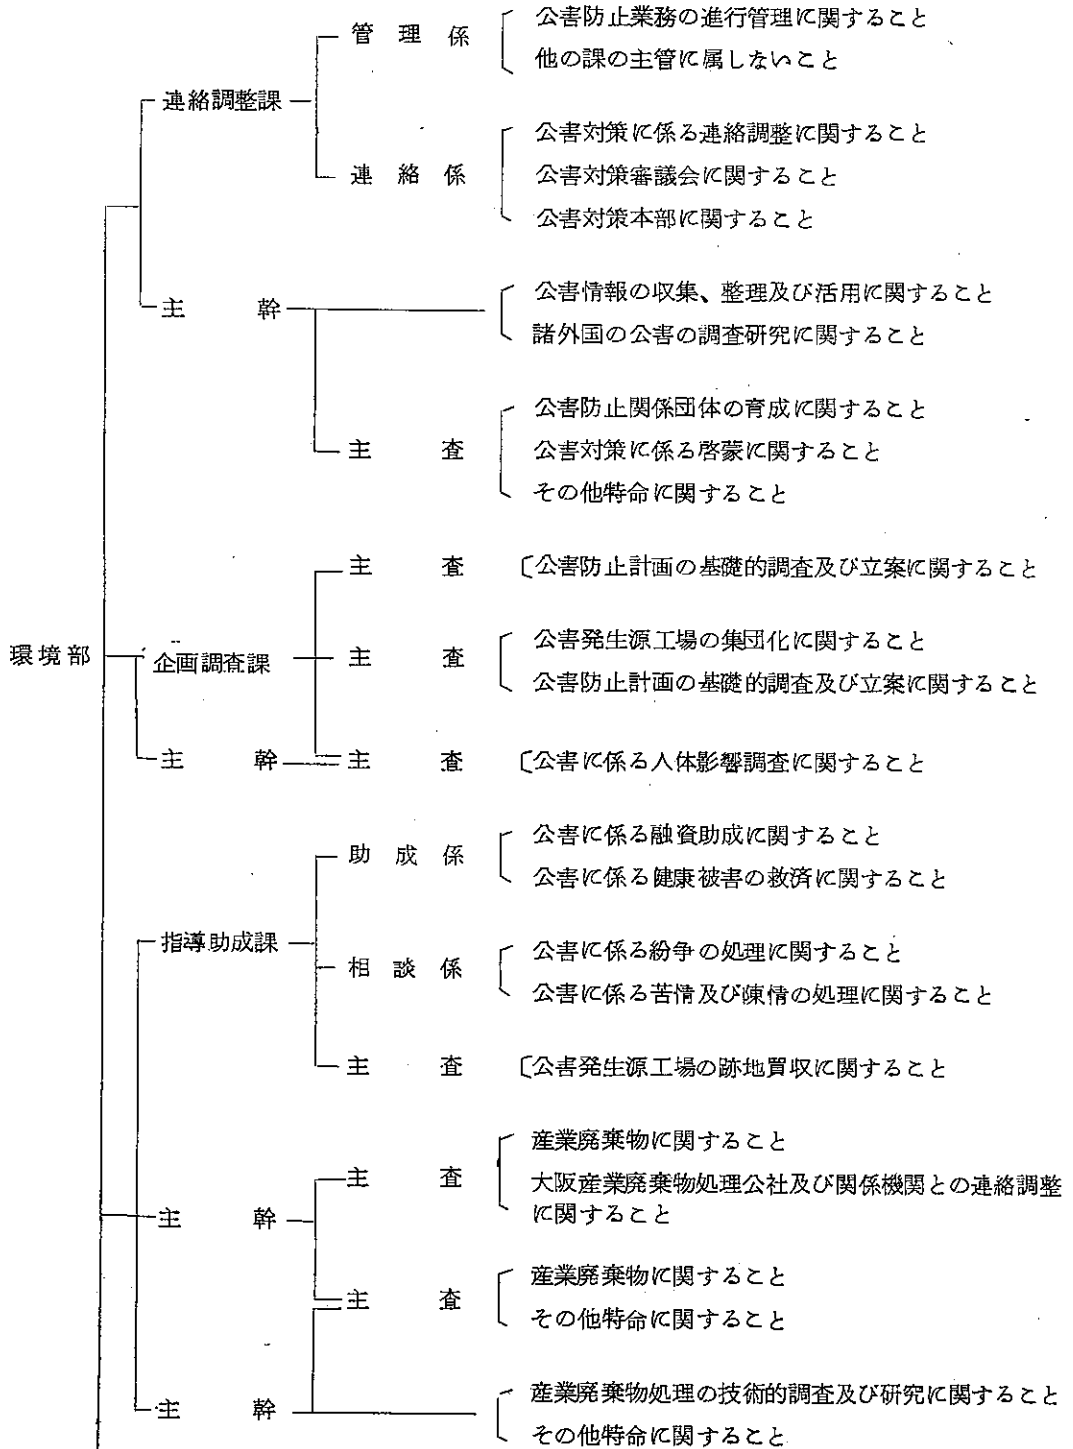 管理係
公害防止業務の進行管理に関すること
他の課の主管に属しないこと
連絡調整課
連絡係
公害対策に係る連絡調整に関すること
公害対策審議会に関すること
公害対策本部に関すること
主幹
公害情報の収集、整理及び活用に関すること
諸外国の公害の調査研究に関すること
主査
公害防止関係団体の育成に関すること
公害対策に係る啓蒙に関すること
その他特命に関すること
環境部
企画調査課
主査
〔公害防止計画の基礎的調査及び立案に関すること
主査
公害発生源工場の集団化に関すること
公害防止計画の基礎的調査及び立案に関すること
主幹
主査
〔公害に係る人体影響調査に関すること
指導助成課
助成係
公害に係る融資助成に関すること
公害に係る健康被害の救済に関すること
相談係
公害に係る紛争の処理に関すること
公害に係る苦情及び陳情の処理に関すること
主査
〔公害発生源工場の跡地買収に関すること
主幹
主査
産業廃棄物に関すること
大阪産業廃棄物処理公社及び関係機関との連絡調整
に関すること
主査
産業廃棄物に関すること
その他特命に関すること
主幹
産業廃棄物処理の技術的調査及び研究に関すること
その他特命に関すること